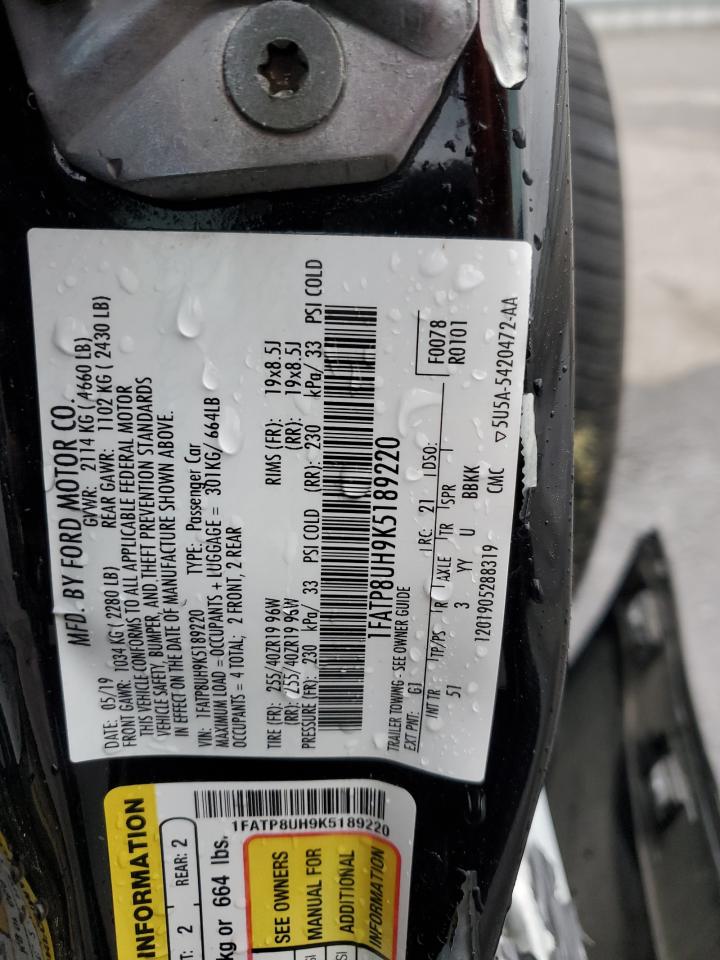 MFD. BY FORD MOTOR CO.
DATE: 05/19 GVWR: 2114 KG ( 4660 LB)
FRONT GAWR: 1034 KG ( 2280 LB) REAR GAWR: 1102 KG ( 2430 LB)
THIS VEHICLE CONFORMS TO ALL APPLICABLE FEDERAL MOTOR
VEHICLE SAFETY, BUMPER, AND THEFT PREVENTION STANDARDS
IN EFFECT ON THE DATE OF MANUFACTURE SHOWN ABOVE.
VIN: 1FATP8UH9K5189220 TYPE: Passenger Car
MAXIMUM LOAD = OCCUPANTS + LUGGAGE = 301KG/ 664LB
OCCUPANTS = 4 TOTAL; 2 FRONT, 2 REAR
TIRE (FR): 255/40ZR19 96W RIMS (FR): 19x8.5J
(RR): 255/40ZR19 96W (RR): 19x8.5J
PRESSURE (FR): 230 kPa/ 33 PSI COLD (RR): 230 kPa/ 33 PSI COLD
1FATP8UH9K5189220
TRAILER TOWING - SEE OWNER GUIDE
F0078
R0101
EXT PNT: G1 RC: 21 DSO:
INT TR TP/PS R AXLE TR SPR
51 3 YY U BBKK
1201905288319 CMC
▽5U5A-5420472-AA
INFORMATION
2 REAR: 2
kg or 664 lbs.
1FATP8UH9K5189220
SEE OWNERS
MANUAL FOR
ADDITIONAL
INFORMATION